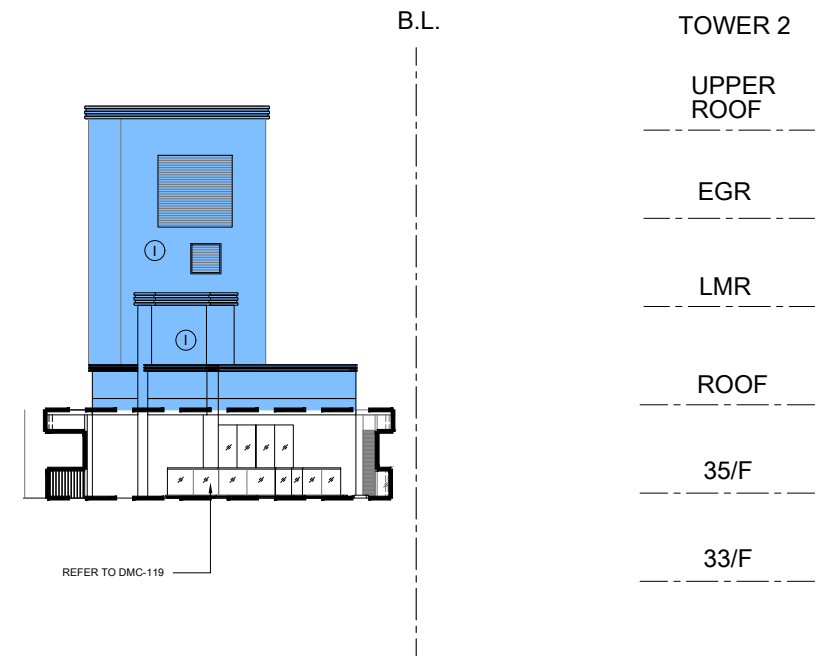 B.L.
TOWER 2
UPPER
ROOF
EGR
I
LMR
I
ROOF
35/F
33/F
REFER TO DMC-119